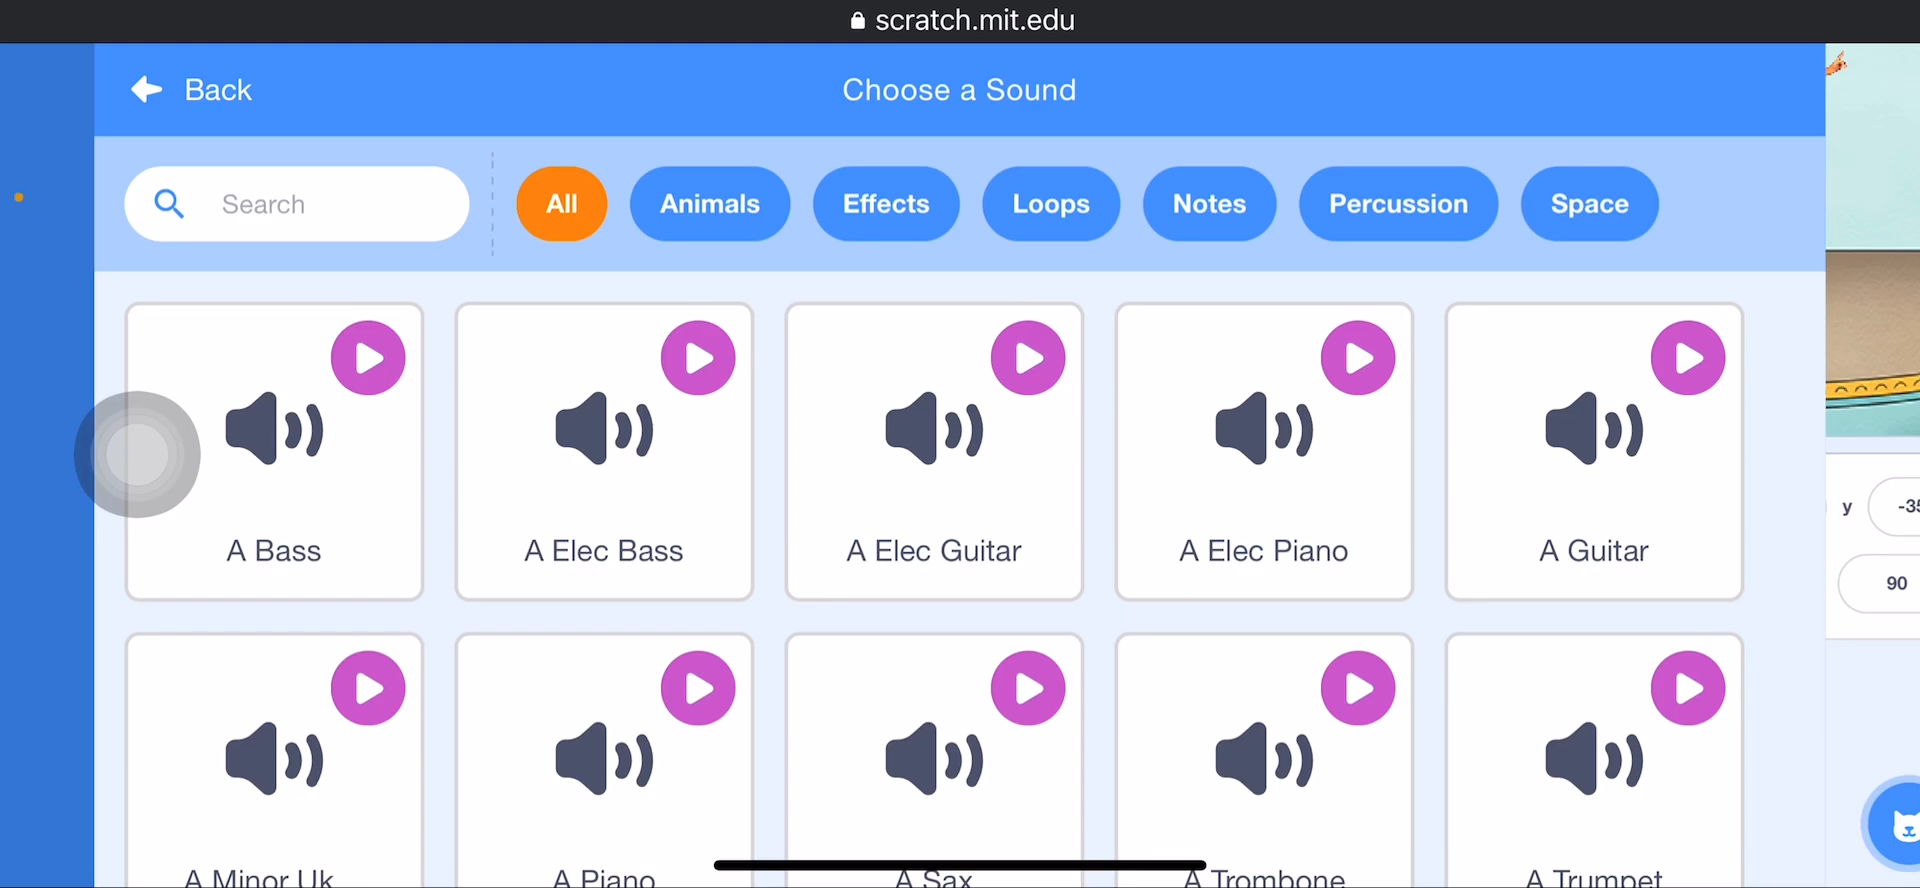 scratch.mit.edu
Back
Choose a Sound
Search
All
Animals
Effects
Loops
Notes
Percussion
Space
A Bass
A Elec Bass
A Elec Guitar
A Elec Piano
A Guitar
y
-35
90
A Minor Uk
A Piano
A Sax
A Trombone
A Trumpet